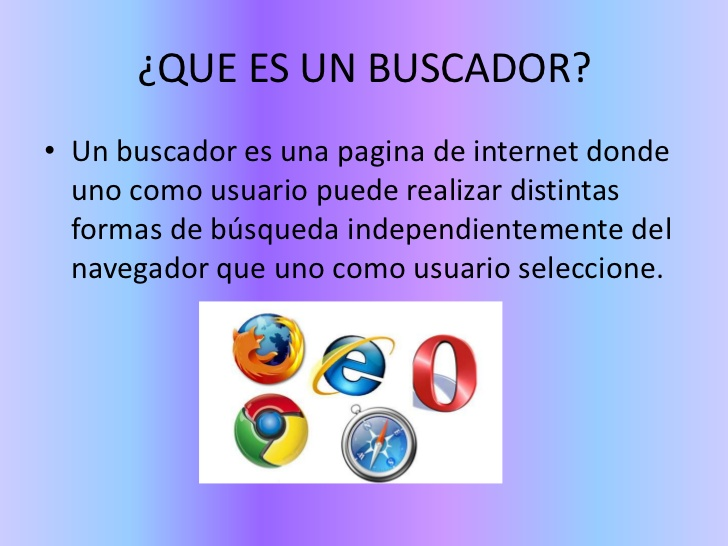 ¿QUE ES UN BUSCADOR?
• Un buscador es una pagina de internet donde
uno como usuario puede realizar distintas
formas de búsqueda independientemente del
navegador que uno como usuario seleccione.